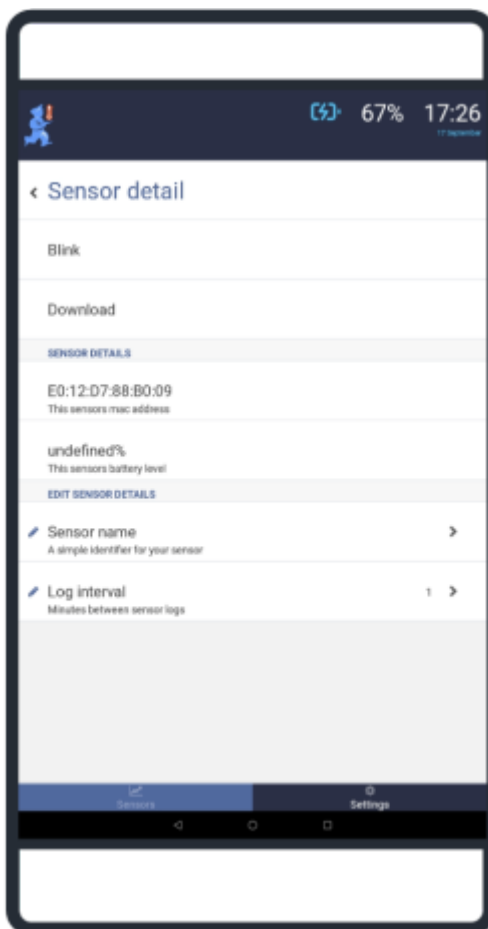 67% 17:26
17 September
Sensor detail
Blink
Download
SENSOR DETAILS
E0:12:D7:88:B0:09
This sensors mac address
undefined%
This sensors battery level
EDIT SENSOR DETAILS
Sensor name
A simple identifier for your sensor
Log interval
1
Minutes between sensor logs
Sensors
Settings